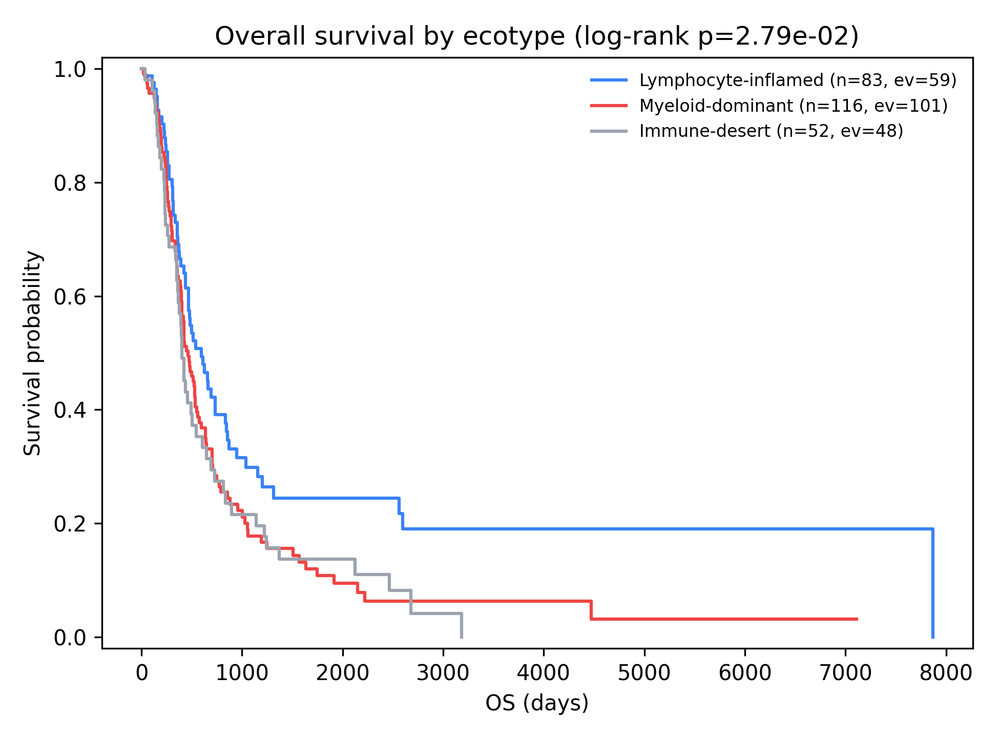 Overall survival by ecotype (log-rank p=2.79e-02)
Lymphocyte-inflamed (n=83, ev=59)
Myeloid-dominant (n=116, ev=101)
Immune-desert (n=52, ev=48)
Survival probability
1.0
0.8
0.6
0.4
0.2
0.0
0 1000 2000 3000 4000 5000 6000 7000 8000
OS (days)